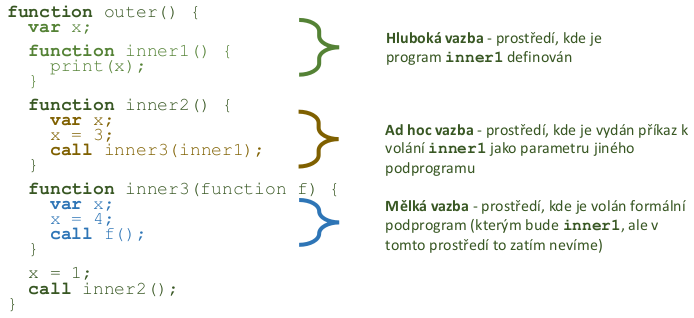 function outer() {
var x;
function inner1() {
print(x);
}
function inner2() {
var x;
x = 3;
call inner3(inner1);
}
function inner3(function f) {
var x;
x = 4;
call f();
}
x = 1;
call inner2();
}
Hluboká vazba - prostředí, kde je
program inner1 definován
Ad hoc vazba - prostředí, kde je vydán příkaz k
volání inner1 jako parametru jiného
podprogramu
Mělká vazba - prostředí, kde je volán formální
podprogram (kterým bude inner1, ale v
tomto prostředí to zatím nevíme)